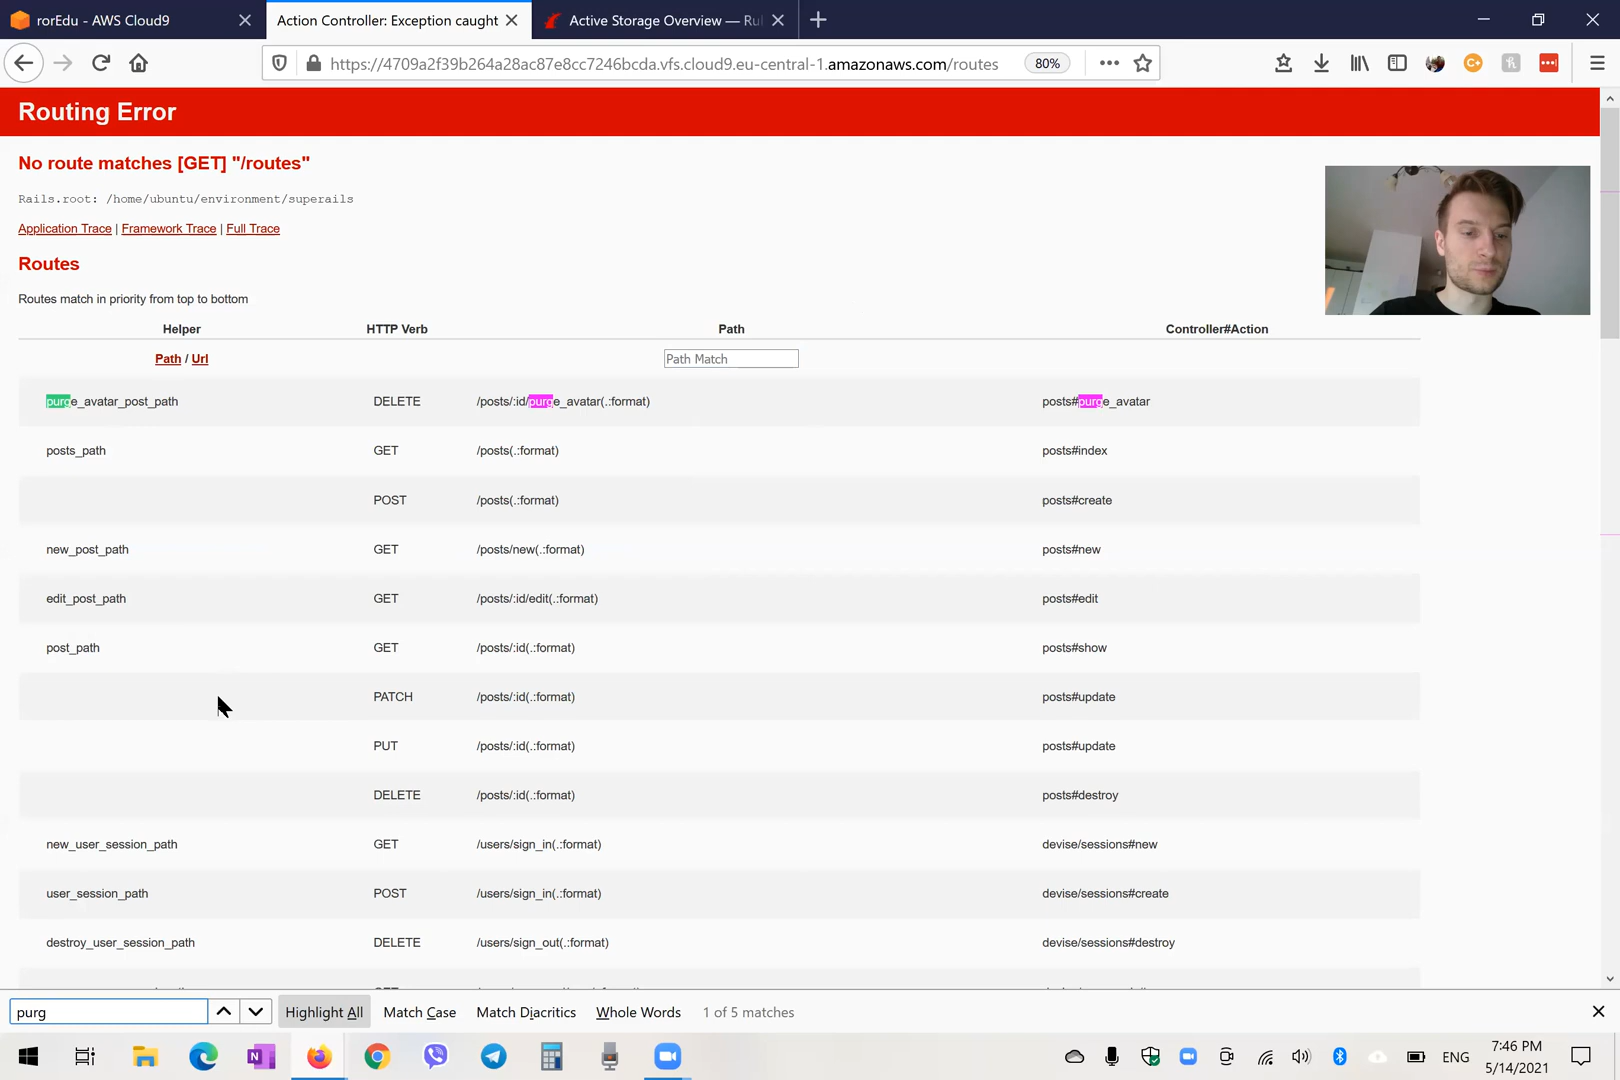 rorEdu - AWS Cloud9
Action Controller: Exception caught
Active Storage Overview — Ru
https://4709a2f39b264a28ac87e8cc7246bcda.vfs.cloud9.eu-central-1.amazonaws.com/routes
80%
Routing Error
No route matches [GET] "/routes"
Rails.root: /home/ubuntu/environment/superails
Application Trace | Framework Trace | Full Trace
Routes
Routes match in priority from top to bottom
Helper HTTP Verb Path Controller#Action
Path / Url Path Match
purge_avatar_post_path DELETE /posts/:id/purge_avatar(.:format) posts#purge_avatar
posts_path GET /posts(.:format) posts#index
POST /posts(.:format) posts#create
new_post_path GET /posts/new(.:format) posts#new
edit_post_path GET /posts/:id/edit(.:format) posts#edit
post_path GET /posts/:id(.:format) posts#show
PATCH /posts/:id(.:format) posts#update
PUT /posts/:id(.:format) posts#update
DELETE /posts/:id(.:format) posts#destroy
new_user_session_path GET /users/sign_in(.:format) devise/sessions#new
user_session_path POST /users/sign_in(.:format) devise/sessions#create
destroy_user_session_path DELETE /users/sign_out(.:format) devise/sessions#destroy
purg Highlight All Match Case Match Diacritics Whole Words 1 of 5 matches
ENG
7:46 PM
5/14/2021